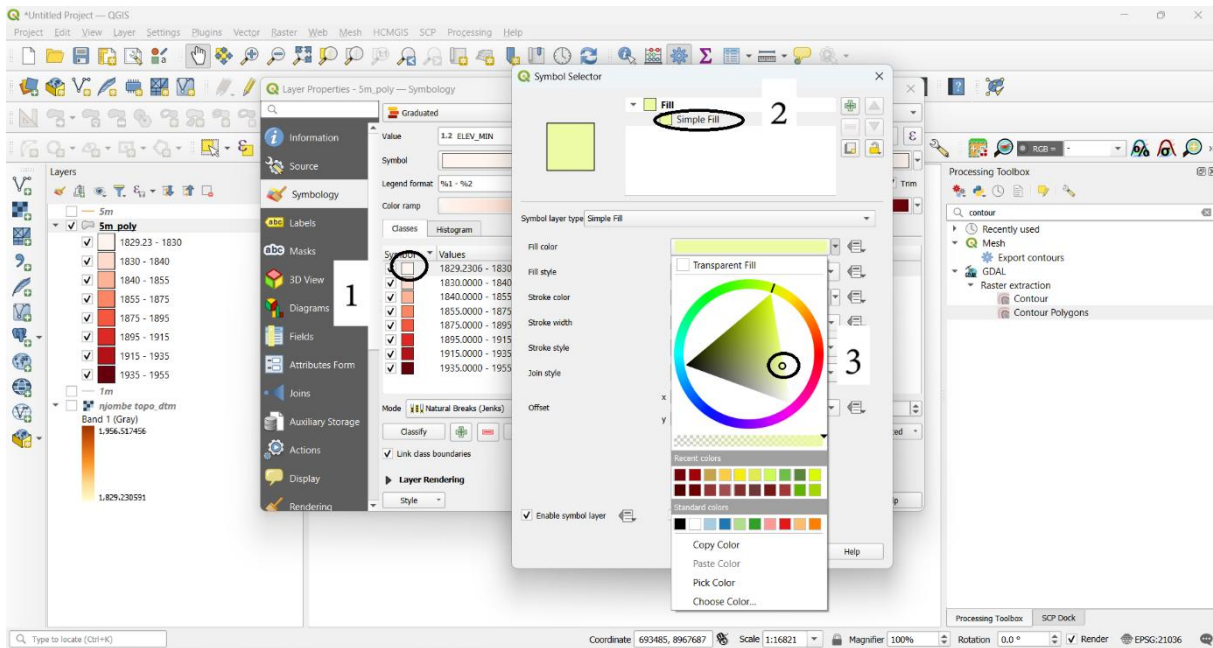 *Untitled Project — QGIS
Project Edit View Layer Settings Plugins Vector Raster Web Mesh HCMGIS SCP Processing Help
RGB = -
Layers
5m
5m_poly
1829.23 - 1830
1830 - 1840
1840 - 1855
1855 - 1875
1875 - 1895
1895 - 1915
1915 - 1935
1935 - 1955
1m
njombe topo_dtm
Band 1 (Gray)
1,956.517456
1,829.230591
Layer Properties - 5m_poly — Symbology
Information
Source
Symbology
Labels
Masks
3D View
Diagrams
Fields
Attributes Form
Joins
Auxiliary Storage
Actions
Display
Rendering
Graduated
Value 1.2 ELEV_MIN
Symbol
Legend format %1 - %2
Trim
Color ramp
Classes Histogram
Symbol Values
1829.2306 - 1830
1830.0000 - 1840
1840.0000 - 1855
1855.0000 - 1875
1875.0000 - 1895
1895.0000 - 1915
1915.0000 - 1935
1935.0000 - 1955
1
Mode Natural Breaks (Jenks)
Classify
Link class boundaries
Layer Rendering
Style
Symbol Selector
Fill
Simple Fill
2
Symbol layer type Simple Fill
Fill color
Fill style
Stroke color
Stroke width
Stroke style
Join style
Offset
x
y
Enable symbol layer
Help
Transparent Fill
3
Recent colors
Standard colors
Copy Color
Paste Color
Pick Color
Choose Color...
Processing Toolbox
contour
Recently used
Mesh
Export contours
GDAL
Raster extraction
Contour
Contour Polygons
Processing Toolbox SCP Dock
Type to locate (Ctrl+K)
Coordinate 693485, 8967687 Scale 1:16821 Magnifier 100% Rotation 0.0 ° Render EPSG:21036